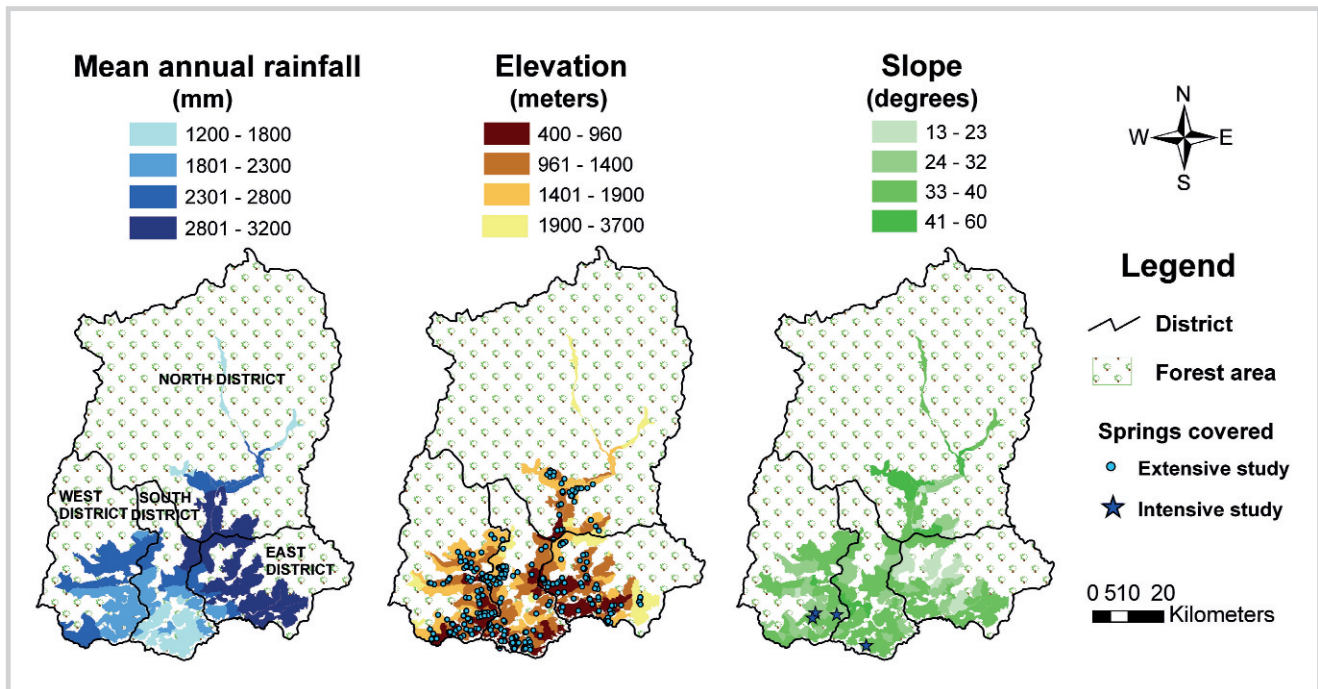 Mean annual rainfall
(mm)
1200 - 1800
1801 - 2300
2301 - 2800
2801 - 3200
Elevation
(meters)
400 - 960
961 - 1400
1401 - 1900
1900 - 3700
Slope
(degrees)
13 - 23
24 - 32
33 - 40
41 - 60
N
W
E
S
Legend
District
Forest area
Springs covered
Extensive study
Intensive study
0 510 20
Kilometers
NORTH DISTRICT
WEST
DISTRICT
SOUTH
DISTRICT
EAST
DISTRICT